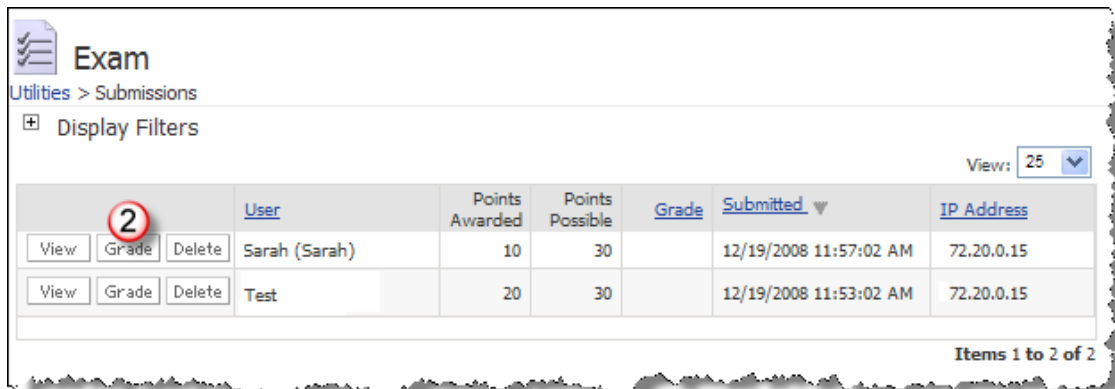 Exam
Utilities > Submissions
Display Filters
View: 25
User Points Awarded Points Possible Grade Submitted IP Address
2
View Grade Delete Sarah (Sarah) 10 30 12/19/2008 11:57:02 AM 72.20.0.15
View Grade Delete Test 20 30 12/19/2008 11:53:02 AM 72.20.0.15
Items 1 to 2 of 2